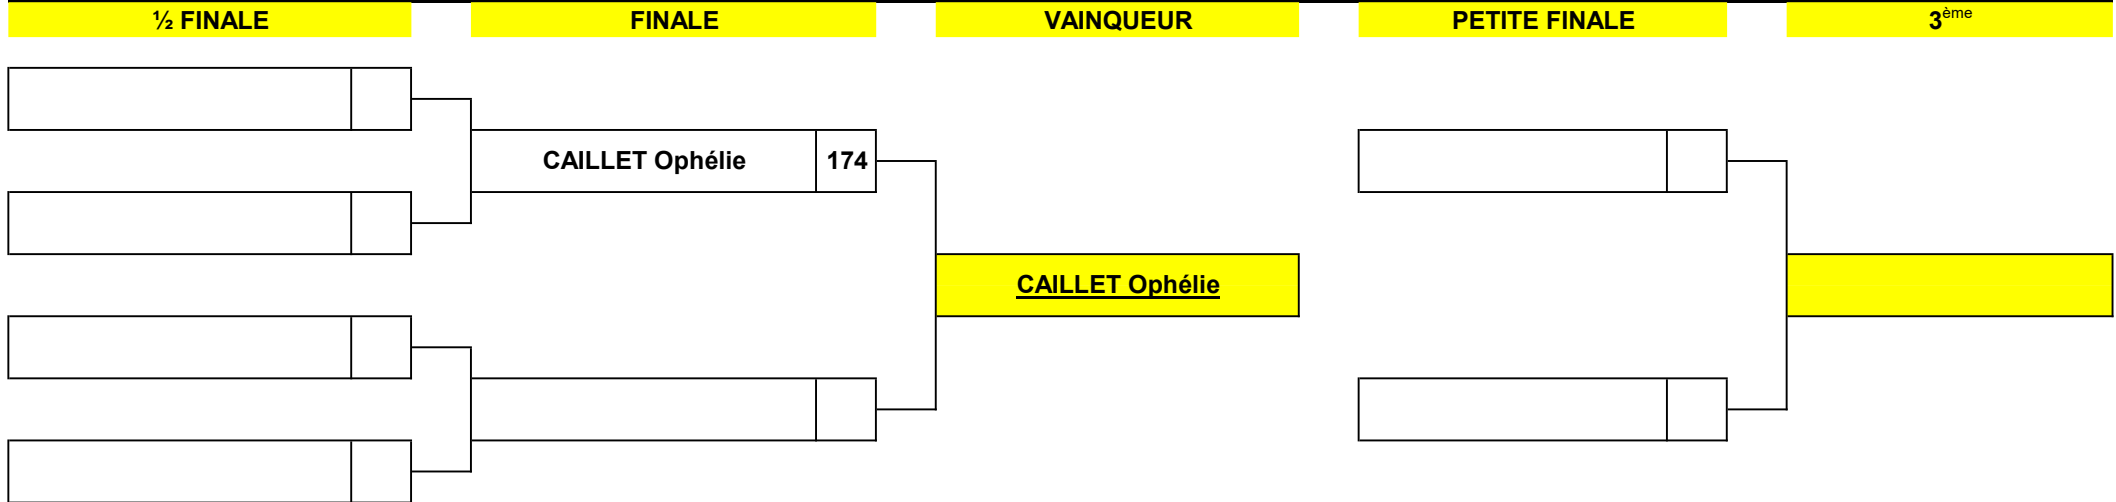 ½ FINALE
FINALE
VAINQUEUR
PETITE FINALE
3ème
CAILLET Ophélie 174
CAILLET Ophélie